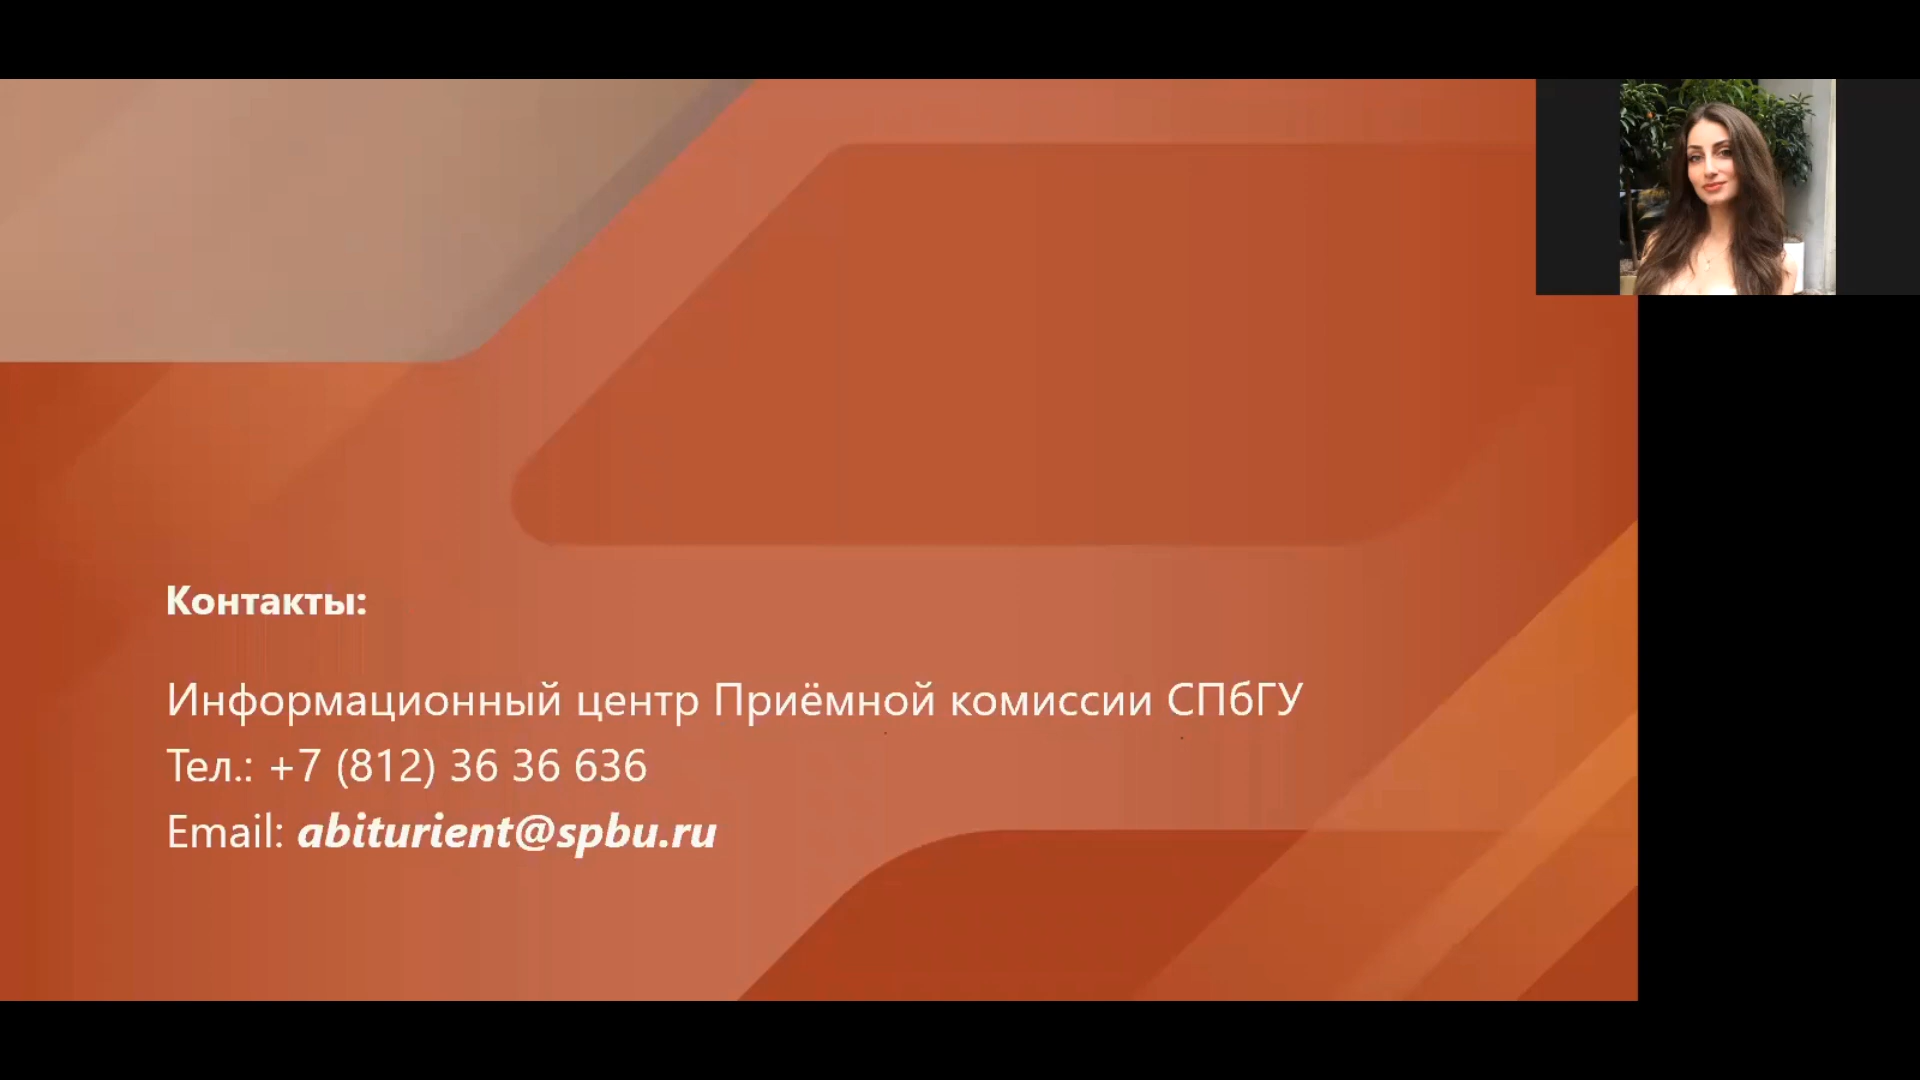 Контакты:
Информационный центр Приёмной комиссии СПбГУ
Тел.: +7 (812) 36 36 636
Email: abiturient@spbu.ru